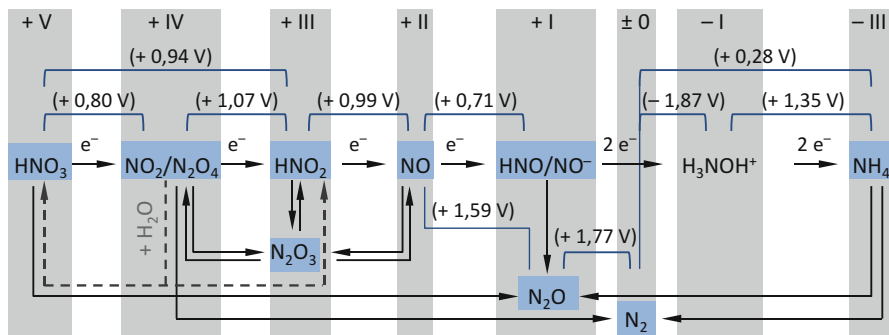 + V + IV + III + II + I ± 0 – I – III
(+ 0,94 V) (+ 0,28 V)
(+ 0,80 V) (+ 1,07 V) (+ 0,99 V) (+ 0,71 V) (– 1,87 V) (+ 1,35 V)
e⁻ e⁻ e⁻ e⁻ 2 e⁻ 2 e⁻
HNO₃ NO₂/N₂O₄ HNO₂ NO HNO/NO⁻ H₃NOH⁺ NH₄
+ H₂O
(+ 1,59 V)
(+ 1,77 V)
N₂O₃
N₂O
N₂